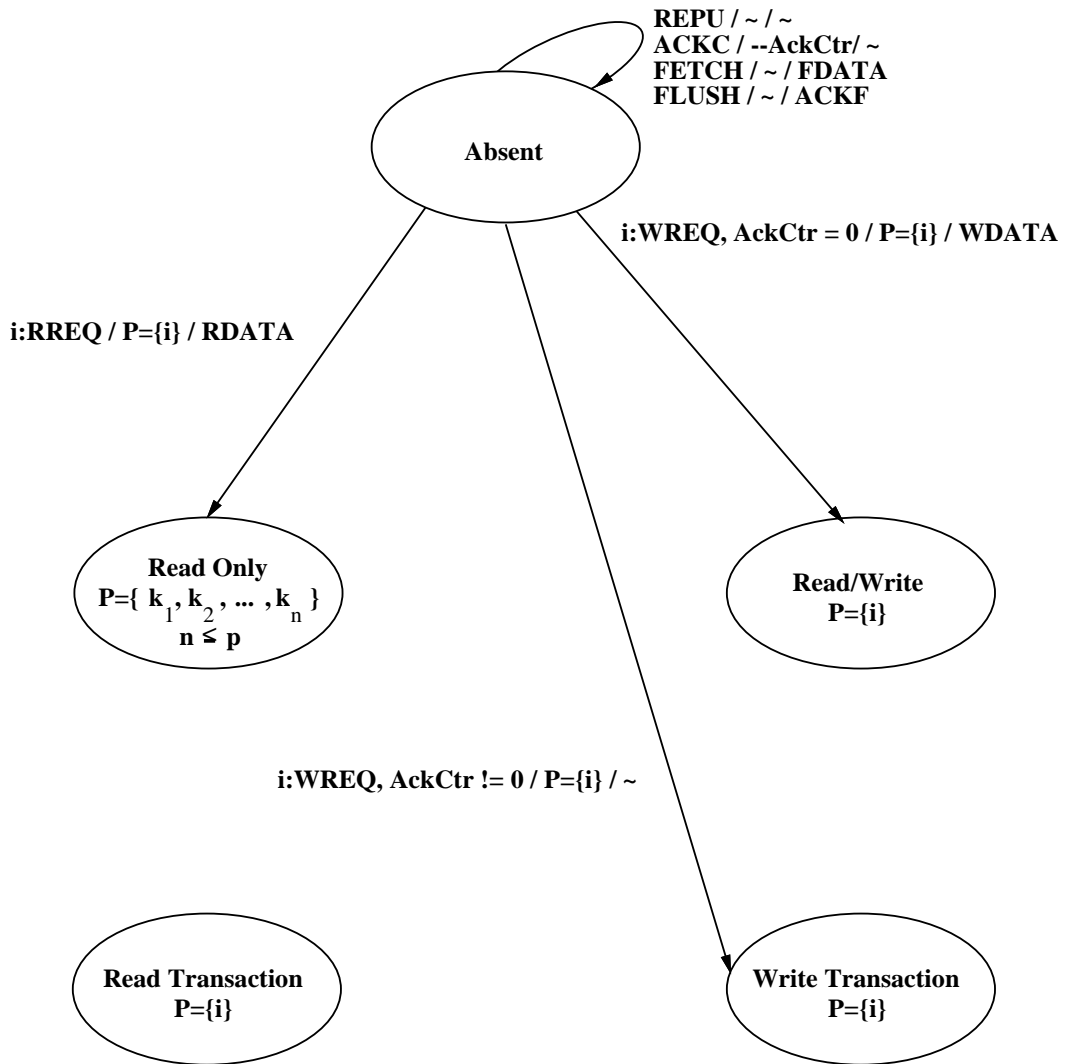 REPU / ~ / ~
ACKC / --AckCtr/ ~
FETCH / ~ / FDATA
FLUSH / ~ / ACKF
Absent
i:WREQ, AckCtr = 0 / P={i} / WDATA
i:RREQ / P={i} / RDATA
Read Only
P={ k1, k2, ... ,kn }
n ≤ p
Read/Write
P={i}
i:WREQ, AckCtr != 0 / P={i} / ~
Read Transaction
P={i}
Write Transaction
P={i}